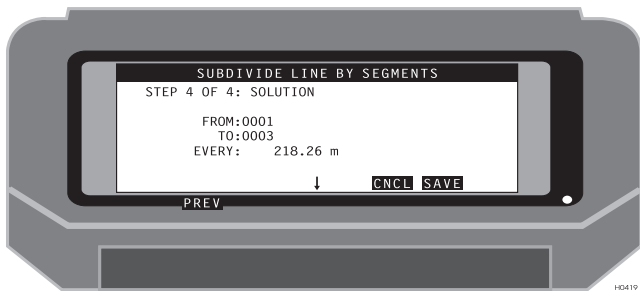 SUBDIVIDE LINE BY SEGMENTS
STEP 4 OF 4: SOLUTION
FROM:0001
TO:0003
EVERY: 218.26 m
↓ CNCL SAVE
PREV
H0419